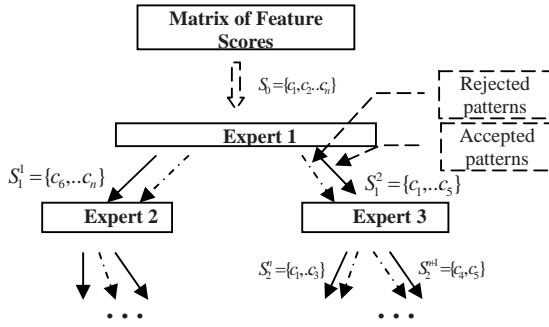 Matrix of Feature
Scores
S₀={c₁,c₂..cₙ}
Rejected
patterns
Expert 1
Accepted
patterns
S₁¹={c₆,..cₙ}
S₁²={c₁,..c₅}
Expert 2
Expert 3
S₂ⁿ={c₁,..c₃}
S₂ⁿ⁺¹={c₄,c₅}
• • •
• • •